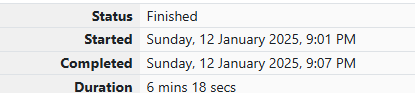 Status Finished
Started Sunday, 12 January 2025, 9:01 PM
Completed Sunday, 12 January 2025, 9:07 PM
Duration 6 mins 18 secs